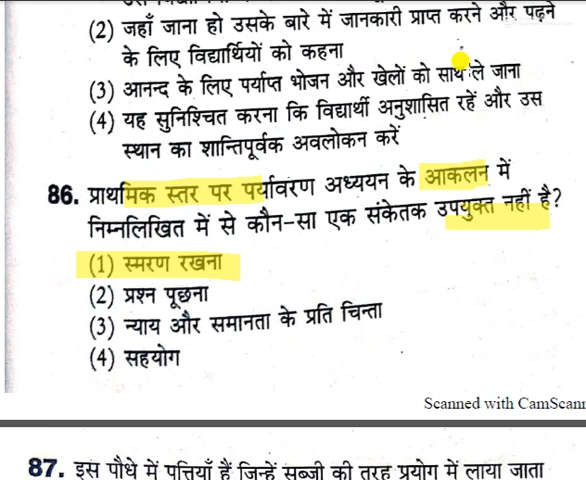 (2) जहाँ जाना हो उसके बारे में जानकारी प्राप्त करने और पढ़ने
के लिए विद्यार्थियों को कहना
(3) आनन्द के लिए पर्याप्त भोजन और खेलों को साथ ले जाना
(4) यह सुनिश्चित करना कि विद्यार्थी अनुशासित रहें और उस
स्थान का शान्तिपूर्वक अवलोकन करें
86. प्राथमिक स्तर पर पर्यावरण अध्ययन के आकलन में
निम्नलिखित में से कौन-सा एक संकेतक उपयुक्त नहीं है?
(1) स्मरण रखना
(2) प्रश्न पूछना
(3) न्याय और समानता के प्रति चिन्ता
(4) सहयोग
Scanned with CamScann
87. इस पौधे में पत्तियाँ हैं जिन्हें सब्जी की तरह प्रयोग में लाया जाता